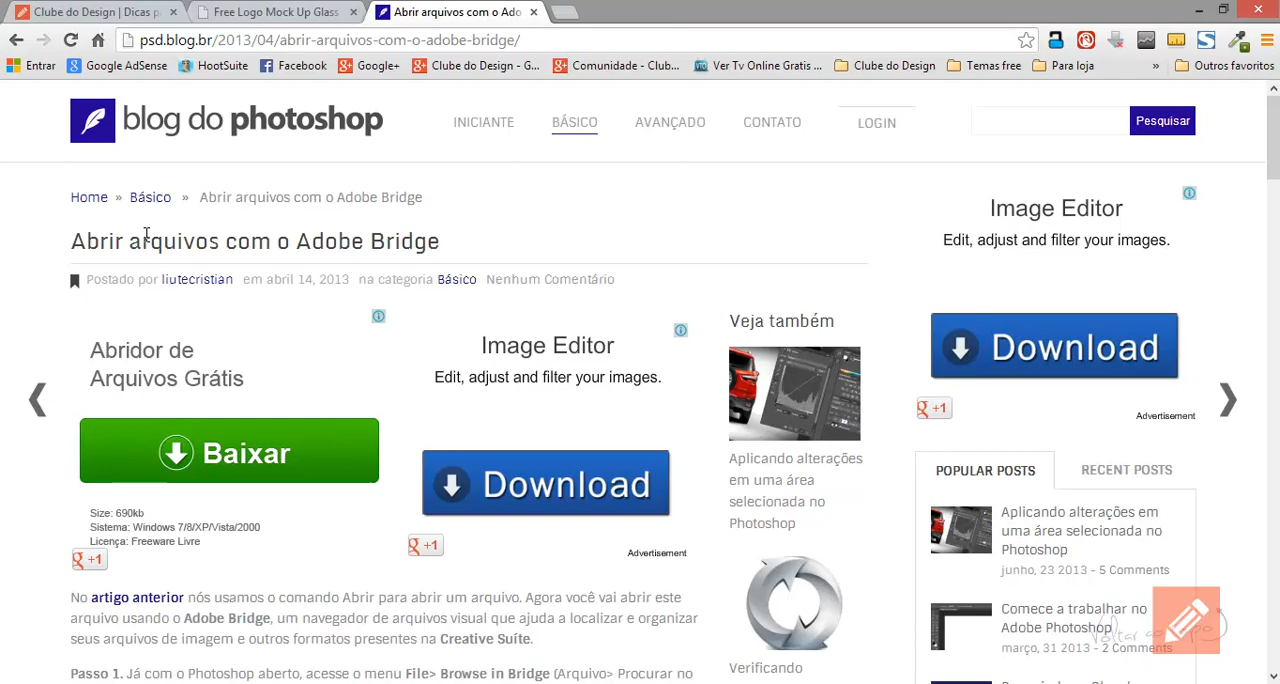 Clube do Design | Dicas p
Free Logo Mock Up Glass
Abrir arquivos com o Ado
psd.blog.br/2013/04/abrir-arquivos-com-o-adobe-bridge/
Entrar
Google AdSense
HootSuite
Facebook
Google+
Clube do Design - G...
Comunidade - Club...
Ver Tv Online Gratis ...
Clube do Design
Temas free
Para loja
»
Outros favoritos
blog do photoshop
INICIANTE
BÁSICO
AVANÇADO
CONTATO
LOGIN
Pesquisar
Home » Básico » Abrir arquivos com o Adobe Bridge
Abrir arquivos com o Adobe Bridge
Postado por liutecristian em abril 14, 2013 na categoria Básico Nenhum Comentário
Abridor de
Arquivos Grátis
Baixar
Size: 690kb
Sistema: Windows 7/8/XP/Vista/2000
Licença: Freeware Livre
g +1
Image Editor
Edit, adjust and filter your images.
Download
g +1
Advertisement
No artigo anterior nós usamos o comando Abrir para abrir um arquivo. Agora você vai abrir este
arquivo usando o Adobe Bridge, um navegador de arquivos visual que ajuda a localizar e organizar
seus arquivos de imagem e outros formatos presentes na Creative Suite.
Passo 1. Já com o Photoshop aberto, acesse o menu File> Browse in Bridge (Arquivo> Procurar no
Veja também
Aplicando alterações
em uma área
selecionada no
Photoshop
Verificando
Image Editor
Edit, adjust and filter your images.
Download
g +1
Advertisement
POPULAR POSTS
RECENT POSTS
Aplicando alterações em
uma área selecionada no
Photoshop
junho, 23 2013 - 5 Comments
Comece a trabalhar no
Adobe Photoshop
março, 31 2013 - 2 Comments
Voltar ao topo